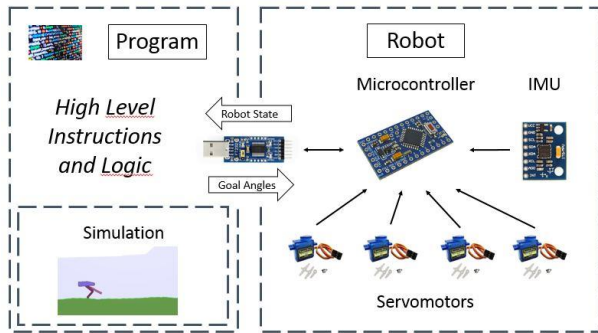 Program
Robot
Microcontroller
IMU
High Level
Instructions
and Logic
Robot State
Goal Angles
Simulation
Servomotors